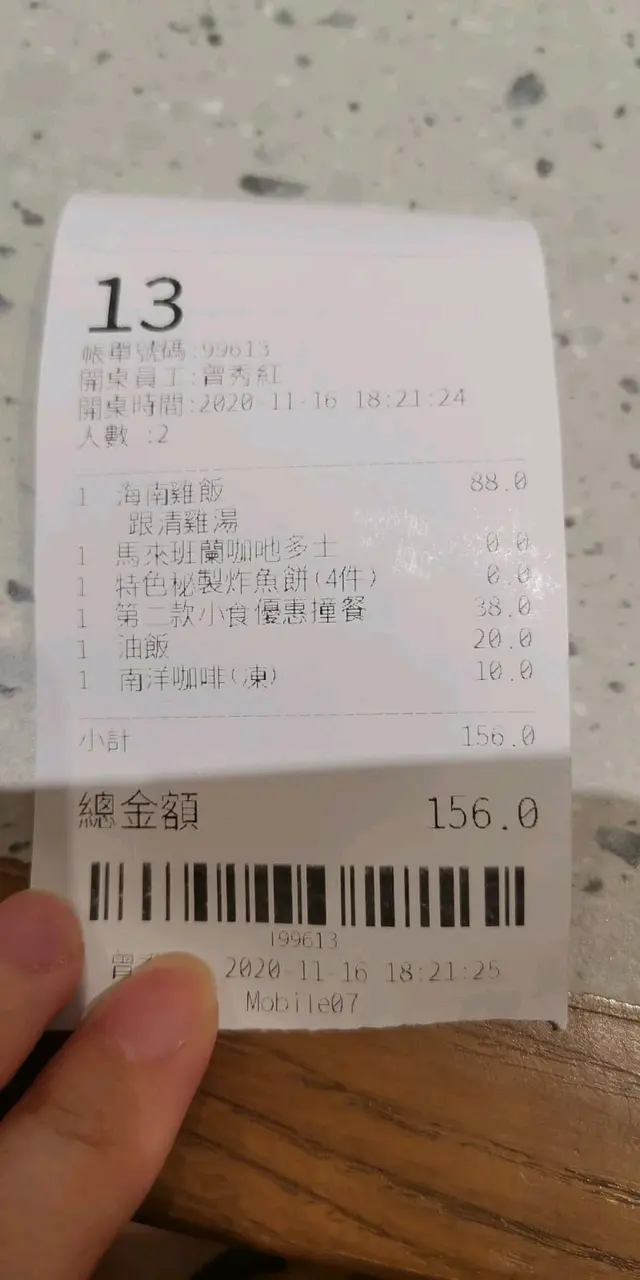 13
帳單號碼:99613
開桌員工:曾秀紅
開桌時間:2020-11-16 18:21:24
人數 :2
1 海南雞飯 88.0
跟清雞湯
1 馬來班蘭咖吔多士 0.0
1 特色秘製炸魚餅(4件) 0.0
1 第二款小食優惠撞餐 38.0
1 油飯 20.0
1 南洋咖啡(凍) 10.0
小計 156.0
總金額 156.0
199613
曾 2020-11-16 18:21:25
Mobile07